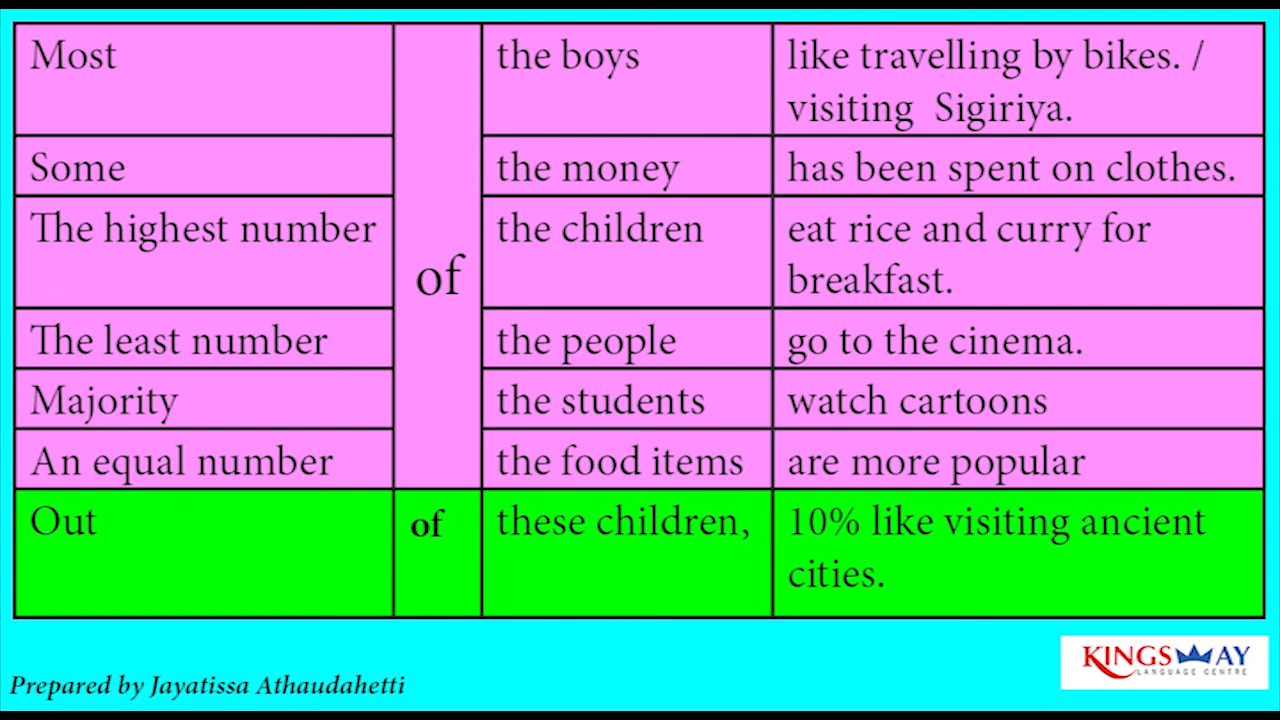 Most the boys like travelling by bikes. /
visiting Sigiriya.
Some the money has been spent on clothes.
The highest number the children eat rice and curry for
breakfast.
of
The least number the people go to the cinema.
Majority the students watch cartoons
An equal number the food items are more popular
Out of these children, 10% like visiting ancient
cities.
KINGSWAY
LANGUAGE CENTRE
Prepared by Jayatissa Athaudahetti